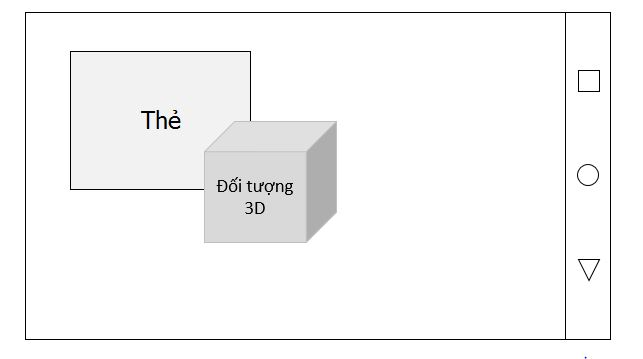 Thẻ
Đối tượng
3D